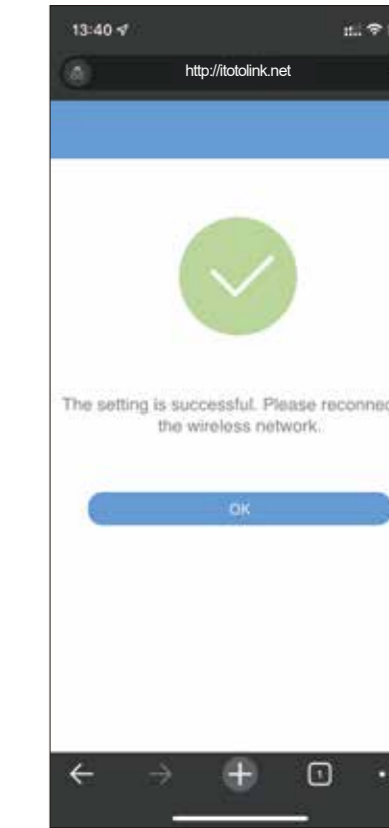 13:40
http://itotolink.net
The setting is successful. Please reconnec
the wireless network.
OK
1